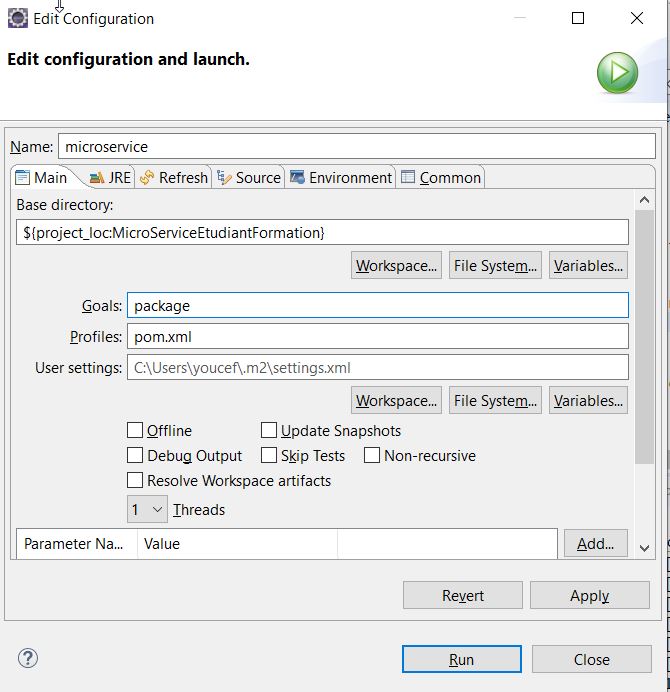 Edit Configuration
Edit configuration and launch.
Name: microservice
Main JRE Refresh Source Environment Common
Base directory:
${project_loc:MicroServiceEtudiantFormation}
Workspace... File System... Variables...
Goals: package
Profiles: pom.xml
User settings: C:\Users\youcef\.m2\settings.xml
Workspace... File System... Variables...
Offline Update Snapshots
Debug Output Skip Tests Non-recursive
Resolve Workspace artifacts
1 Threads
Parameter Na... Value Add...
Revert Apply
? Run Close